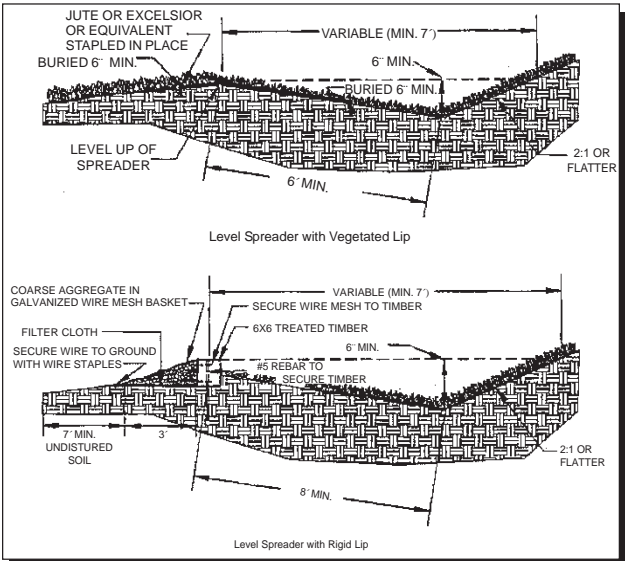 JUTE OR EXCELSIOR
OR EQUIVALENT
STAPLED IN PLACE
BURIED 6" MIN.
VARIABLE (MIN. 7')
6"
BURIED 6" MIN.
LEVEL UP OF
SPREADER
6' MIN.
2:1 OR
FLATTER
Level Spreader with Vegetated Lip
COARSE AGGREGATE IN
GALVANIZED WIRE MESH BASKET
VARIABLE (MIN. 7')
SECURE WIRE MESH TO TIMBER
FILTER CLOTH
6X6 TREATED TIMBER
SECURE WIRE TO GROUND
WITH WIRE STAPLES
6"
#5 REBAR TO
SECURE TIMBER
7' MIN.
UNDISTURED
SOIL
3'
2:1 OR
FLATTER
8' MIN.
Level Spreader with Rigid Lip